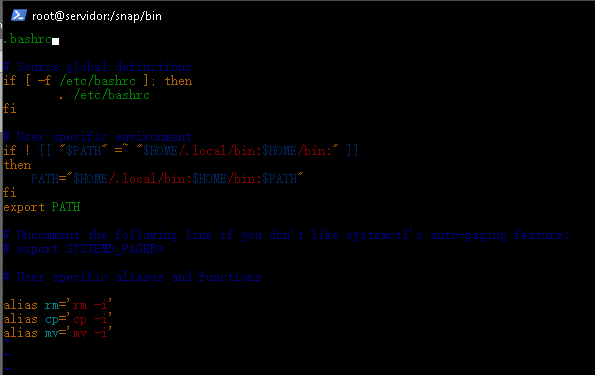 root@servidor:/snap/bin
.bashrc
# Source global definitions
if [ -f /etc/bashrc ]; then
        . /etc/bashrc
fi
# User specific environment
if ! [[ "$PATH" =~ "$HOME/.local/bin:$HOME/bin:" ]]
then
    PATH="$HOME/.local/bin:$HOME/bin:$PATH"
fi
export PATH
# Uncomment the following line if you don't like systemctl's auto-paging feature:
# export SYSTEMD_PAGER=
# User specific aliases and functions
alias rm='rm -i'
alias cp='cp -i'
alias mv='mv -i'
~
~
~